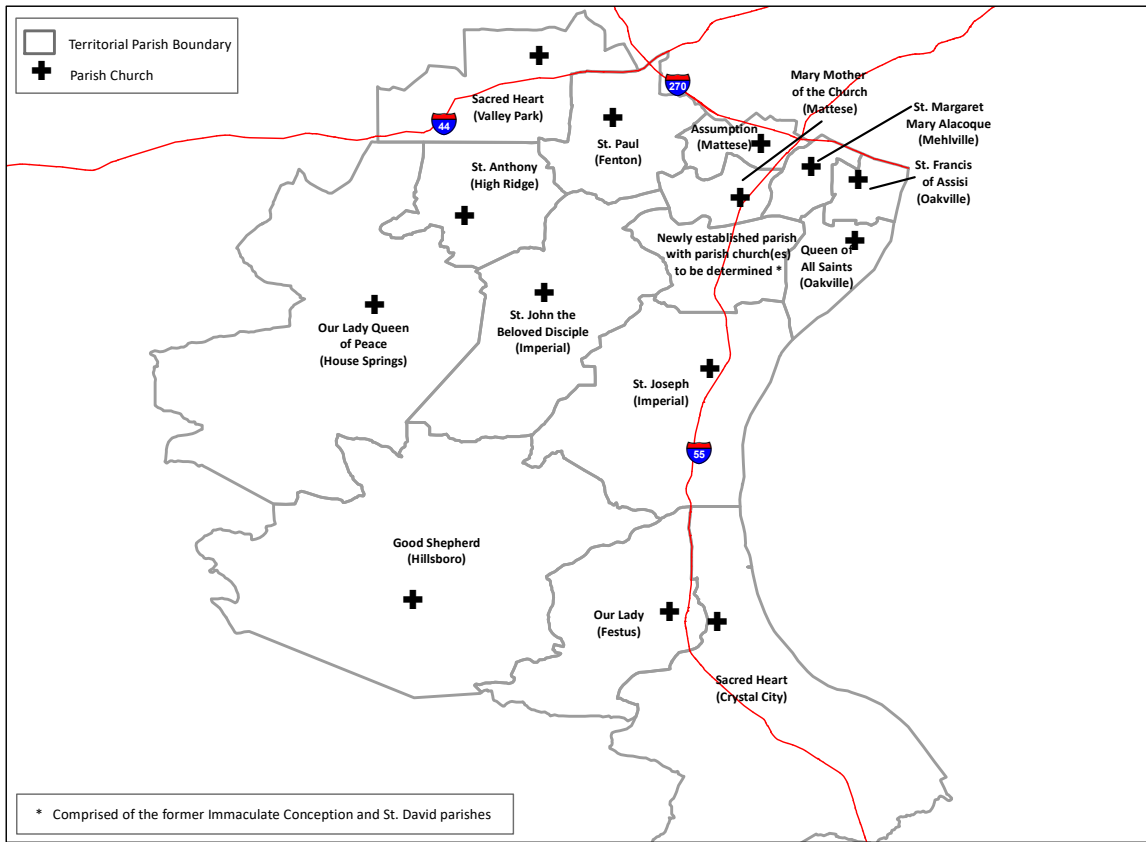 Territorial Parish Boundary
Parish Church
Sacred Heart
(Valley Park)
44
270
St. Paul
(Fenton)
Assumption
(Mattese)
Mary Mother
of the Church
(Mattese)
St. Margaret
Mary Alacoque
(Mehlville)
St. Francis
of Assisi
(Oakville)
St. Anthony
(High Ridge)
Newly established parish
with parish church(es)
to be determined *
Queen of
All Saints
(Oakville)
Our Lady Queen
of Peace
(House Springs)
St. John the
Beloved Disciple
(Imperial)
St. Joseph
(Imperial)
55
Good Shepherd
(Hillsboro)
Our Lady
(Festus)
Sacred Heart
(Crystal City)
* Comprised of the former Immaculate Conception and St. David parishes